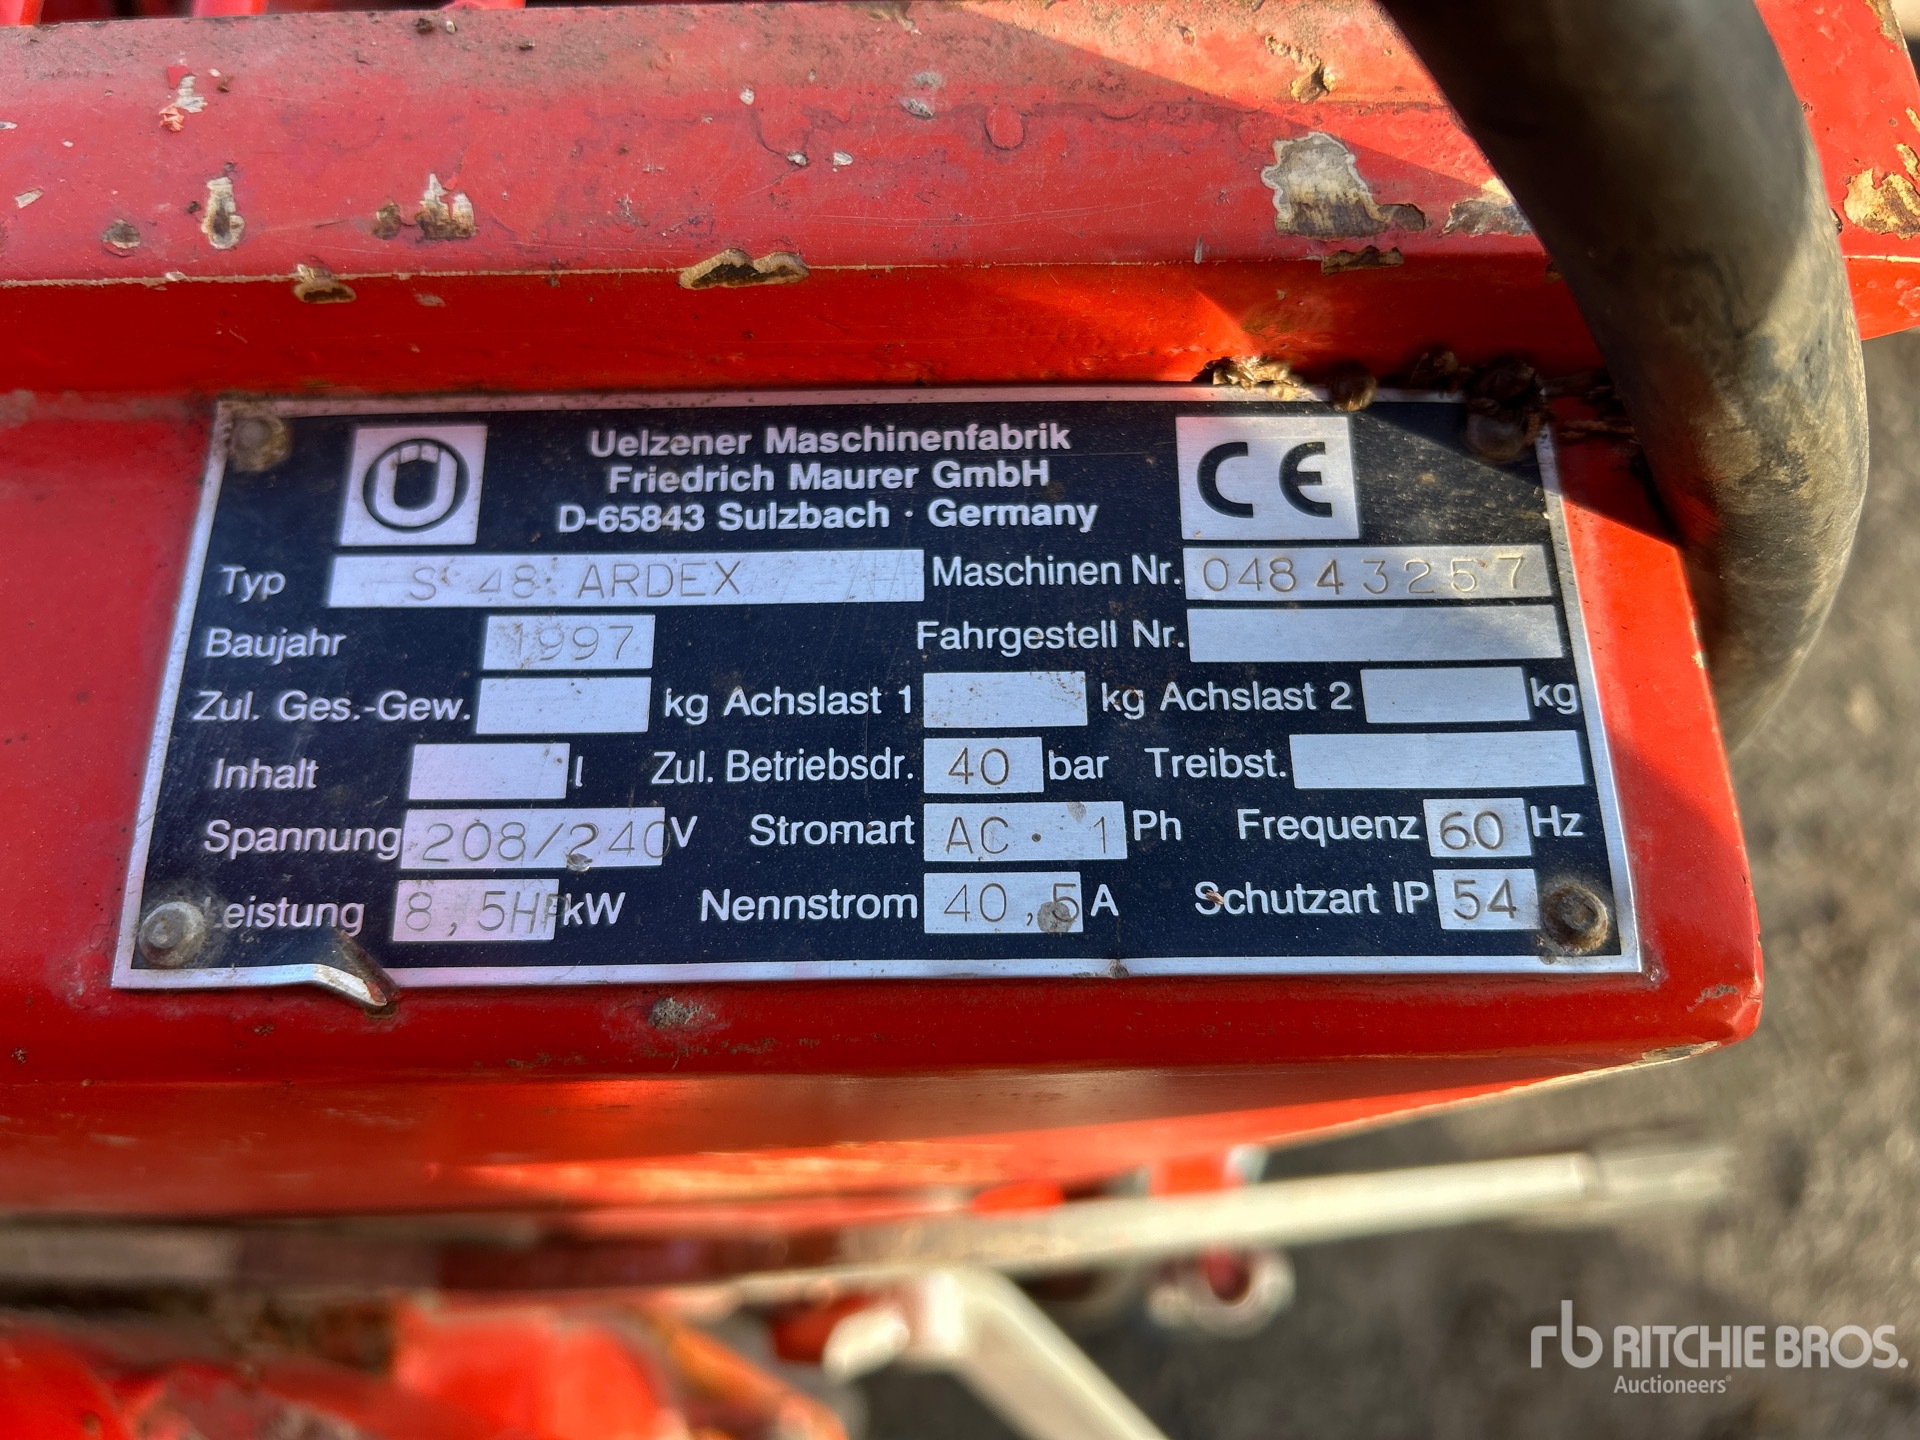 Uelzener Maschinenfabrik
Friedrich Maurer GmbH
D-65843 Sulzbach · Germany
CE
Typ S 48 ARDEX Maschinen Nr. 04843257
Baujahr 1997 Fahrgestell Nr.
Zul. Ges.-Gew. kg Achslast 1 kg Achslast 2 kg
Inhalt l Zul. Betriebsdr. 40 bar Treibst.
Spannung 208/240 V Stromart AC · 1 Ph Frequenz 60 Hz
Leistung 8,5HP kW Nennstrom 40,5 A Schutzart IP 54
rb RITCHIE BROS.
Auctioneers